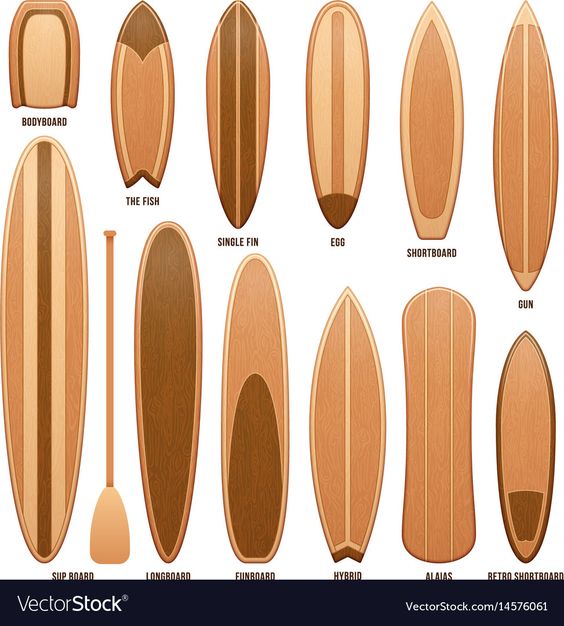 BODYBOARD
THE FISH
SINGLE FIN
EGG
SHORTBOARD
GUN
SUP BOARD
LONGBOARD
FUNBOARD
HYBRID
ALAIAS
RETRO SHORTBOARD
VectorStock®
VectorStock.com/14576061